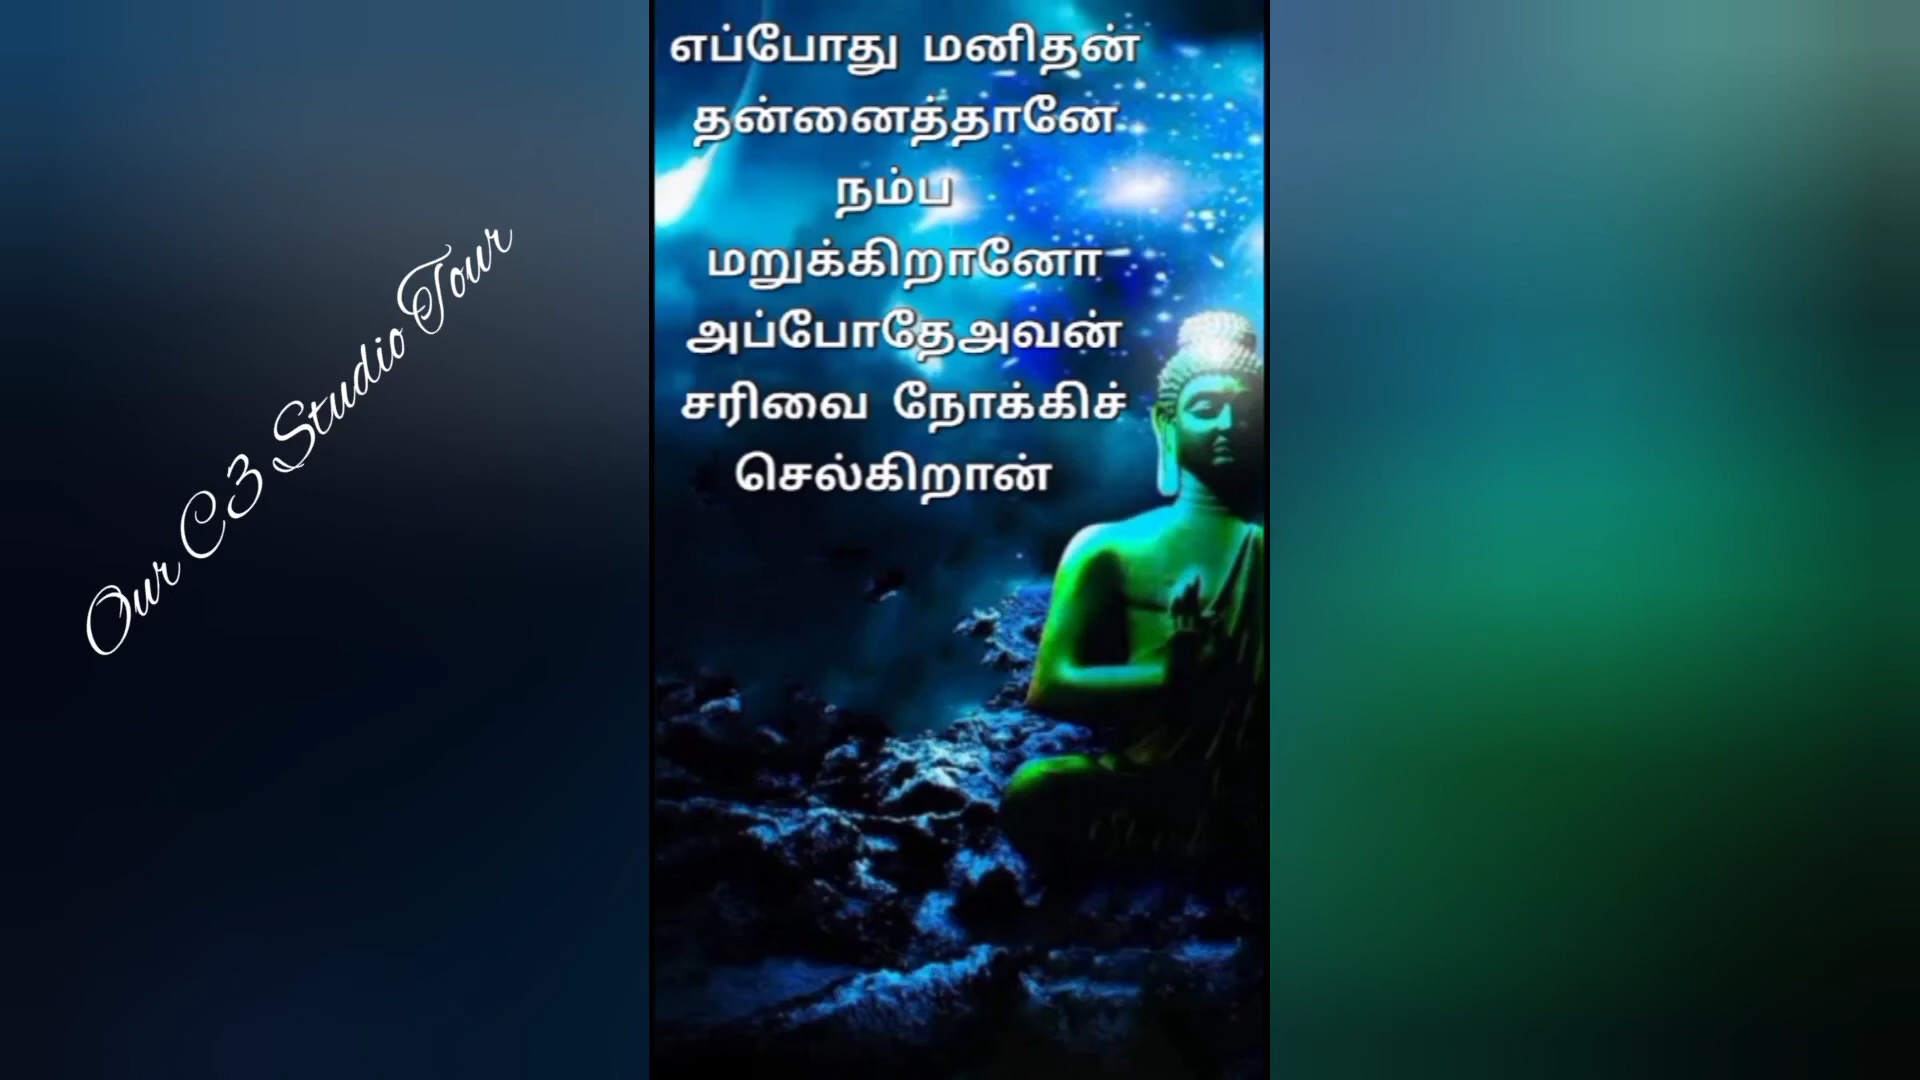 Our C3 Studio Tour
எப்போது மனிதன்
தன்னைத்தானே
நம்ப
மறுக்கிறானோ
அப்போதேஅவன்
சரிவை நோக்கிச்
செல்கிறான்